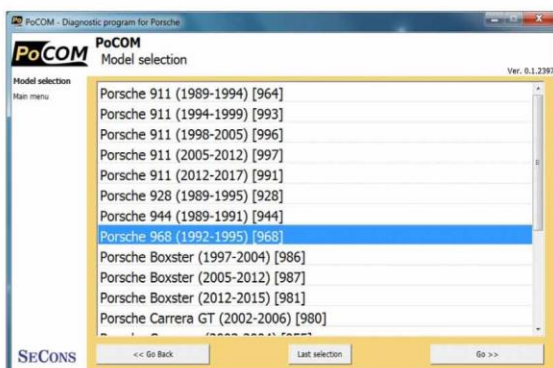 PoCOM - Diagnostic program for Porsche
PoCOM
PoCOM
Model selection
Ver. 0.1.2397
Model selection
Main menu
Porsche 911 (1989-1994) [964]
Porsche 911 (1994-1999) [993]
Porsche 911 (1998-2005) [996]
Porsche 911 (2005-2012) [997]
Porsche 911 (2012-2017) [991]
Porsche 928 (1989-1995) [928]
Porsche 944 (1989-1991) [944]
Porsche 968 (1992-1995) [968]
Porsche Boxster (1997-2004) [986]
Porsche Boxster (2005-2012) [987]
Porsche Boxster (2012-2015) [981]
Porsche Carrera GT (2002-2006) [980]
SECONS
<< Go Back
Last selection
Go >>